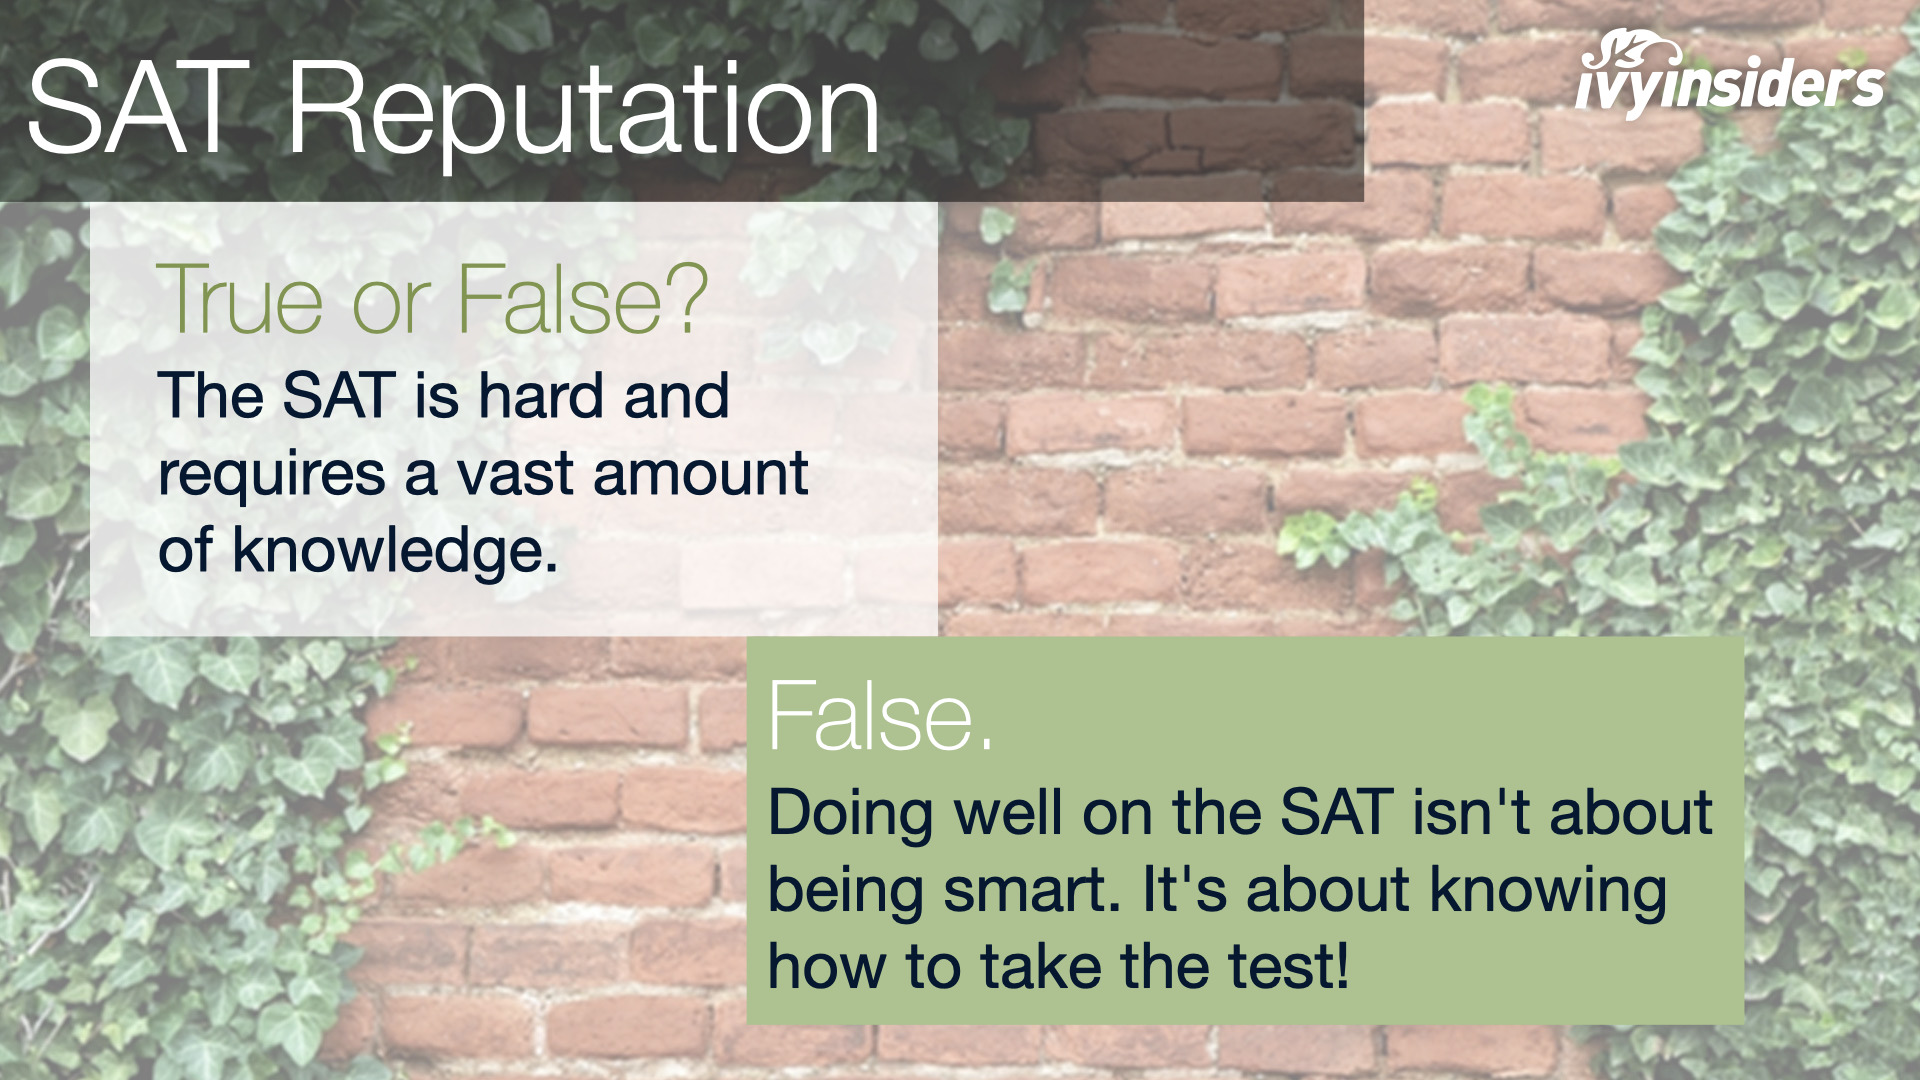 SAT Reputation
ivyinsiders
True or False?
The SAT is hard and
requires a vast amount
of knowledge.
False.
Doing well on the SAT isn't about
being smart. It's about knowing
how to take the test!